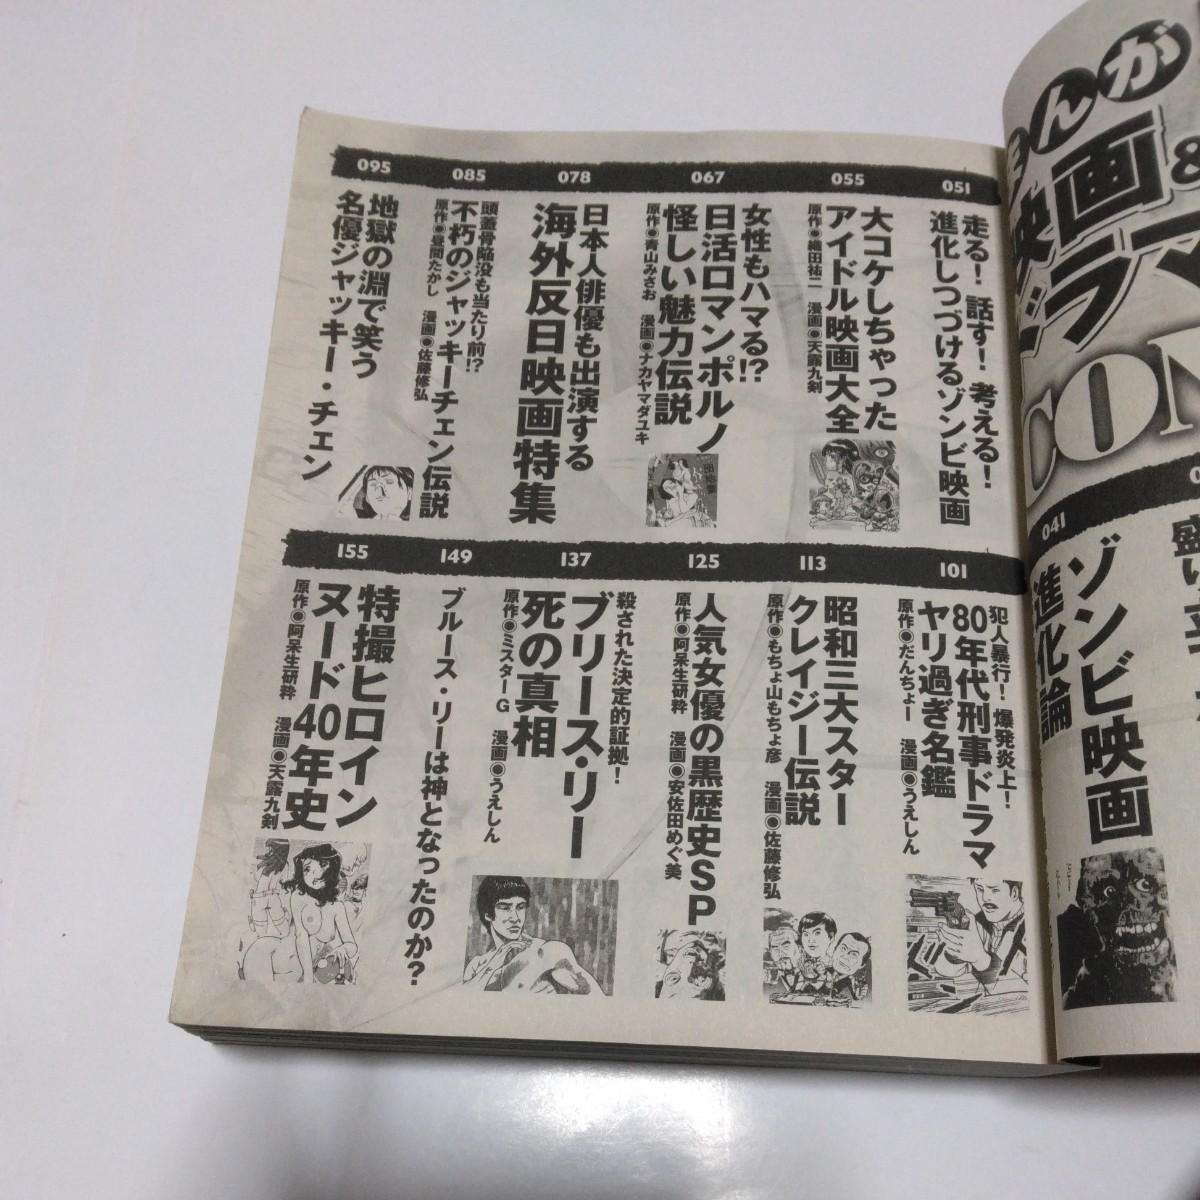 まんが
映画&
ドラマ
CON
盛り
041
ゾンビ映画
進化論
051
走る！話す！考える！
進化しつづけるゾンビ映画
055
大コケしちゃった
アイドル映画大全
原作●織田祐二　漫画●天露九剣
067
女性もハマる!?
日活ロマンポルノ
怪しい魅力伝説
原作●青山みさお　漫画●ナカヤマダユキ
078
日本人俳優も出演する
海外反日映画特集
085
頭蓋骨陥没も当たり前!?
不朽のジャッキーチェン伝説
原作●昼間たかし　漫画●佐藤修弘
095
地獄の淵で笑う
名優ジャッキー・チェン
101
犯人暴行！爆発炎上！
80年代刑事ドラマ
ヤリ過ぎ名鑑
原作●だんちょー　漫画●うえしん
113
昭和三大スター
クレイジー伝説
原作●もちょ山もちょ彦　漫画●佐藤修弘
125
人気女優の黒歴史SP
原作●阿呆生研粋　漫画●安佐田めぐ美
137
殺された決定的証拠！
ブリース・リー
死の真相
原作●ミスターG　漫画●うえしん
149
ブルース・リーは神となったのか？
155
特撮ヒロイン
ヌード40年史
原作●阿呆生研粋　漫画●天露九剣